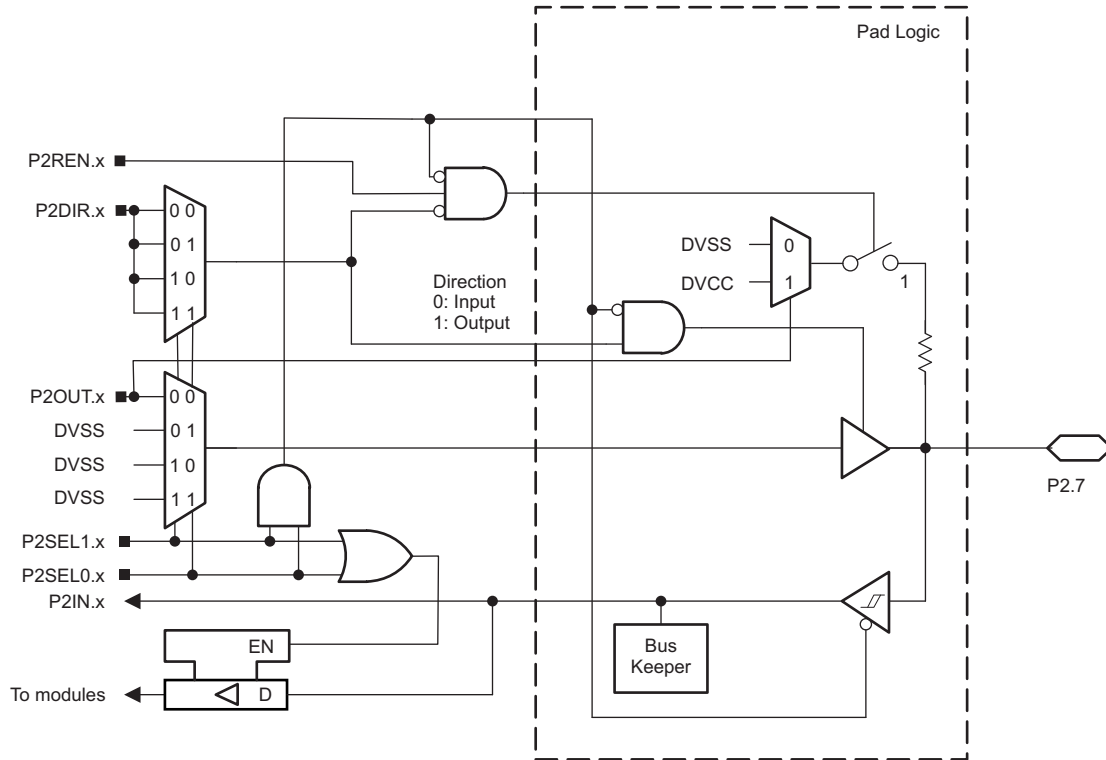 Pad Logic
P2REN.x
P2DIR.x
0 0
0 1
1 0
1 1
Direction
0: Input
1: Output
DVSS
DVCC
0
1
1
P2OUT.x
DVSS
DVSS
DVSS
0 0
0 1
1 0
1 1
P2.7
P2SEL1.x
P2SEL0.x
P2IN.x
Bus
Keeper
EN
D
To modules